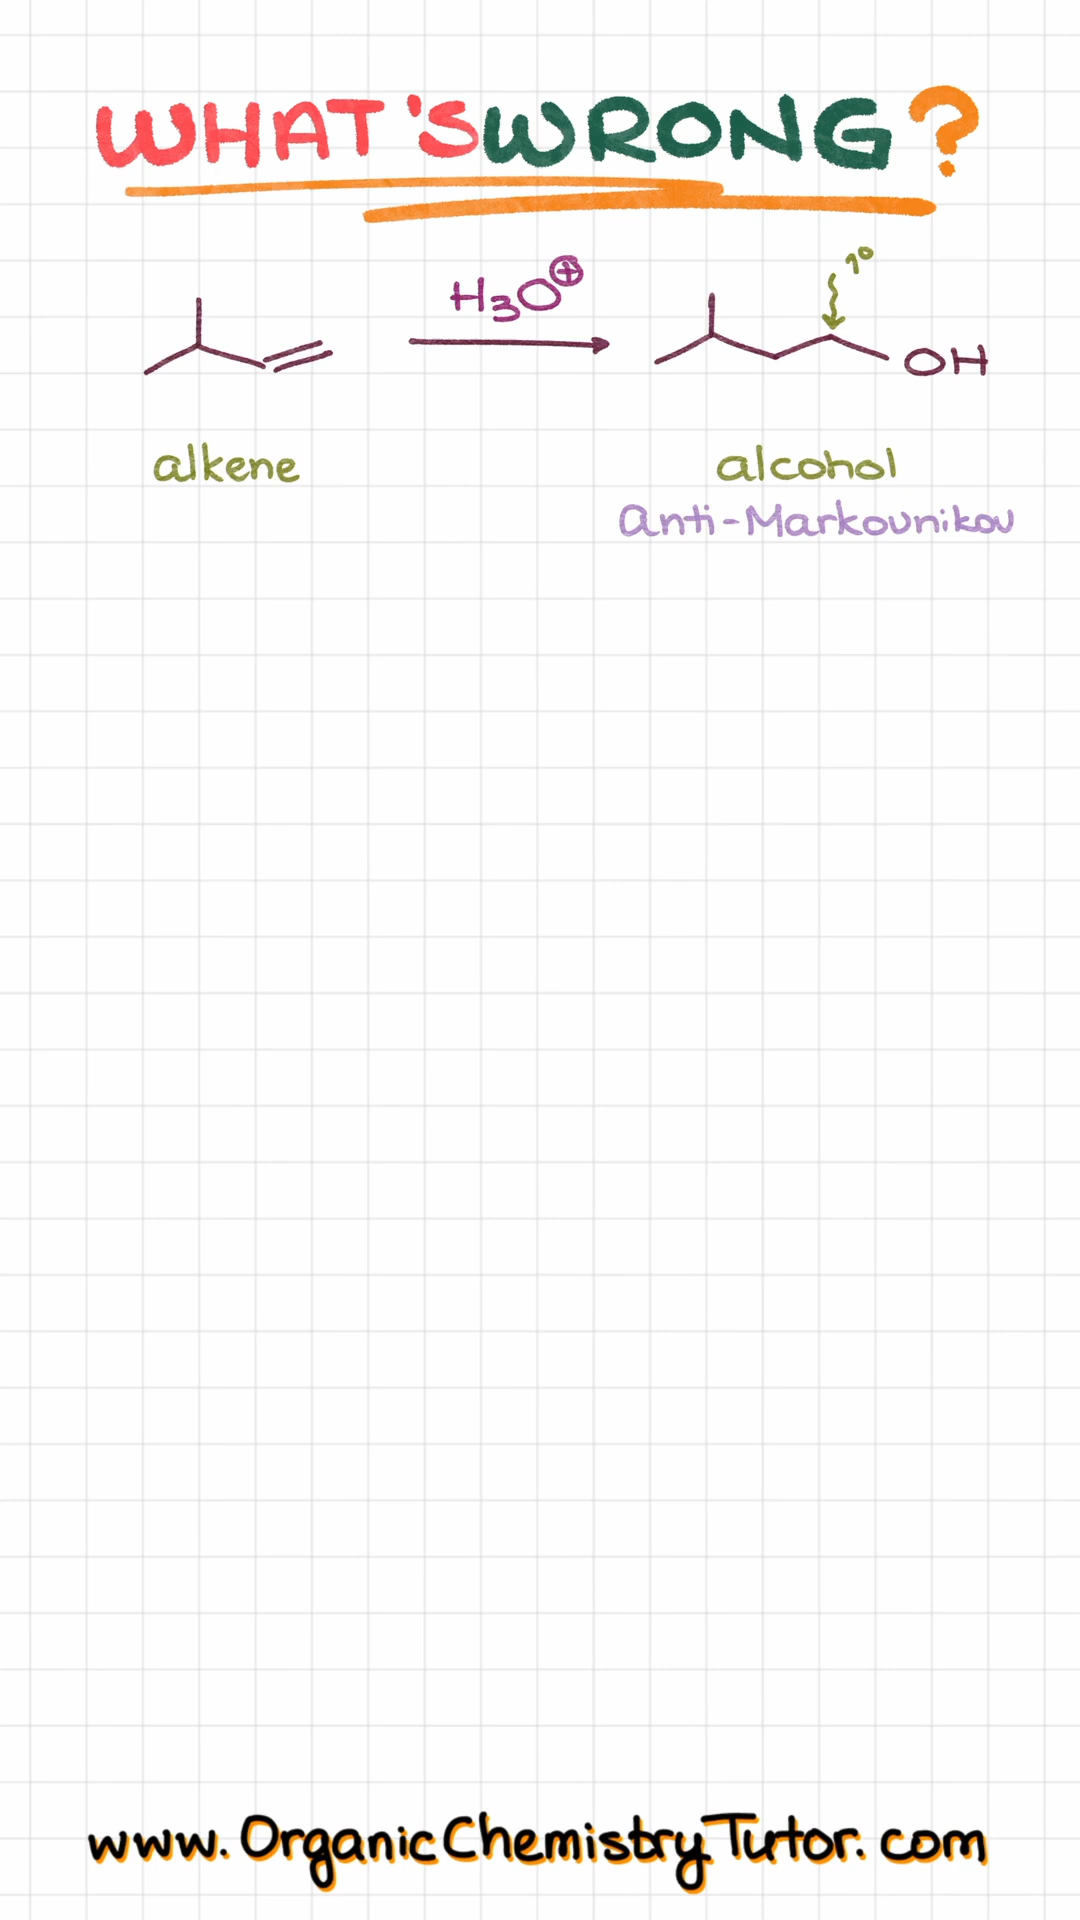 WHAT'S WRONG?
1°
H3O⊕
OH
alkene
alcohol
Anti-Markovnikov
www.OrganicChemistryTutor.com